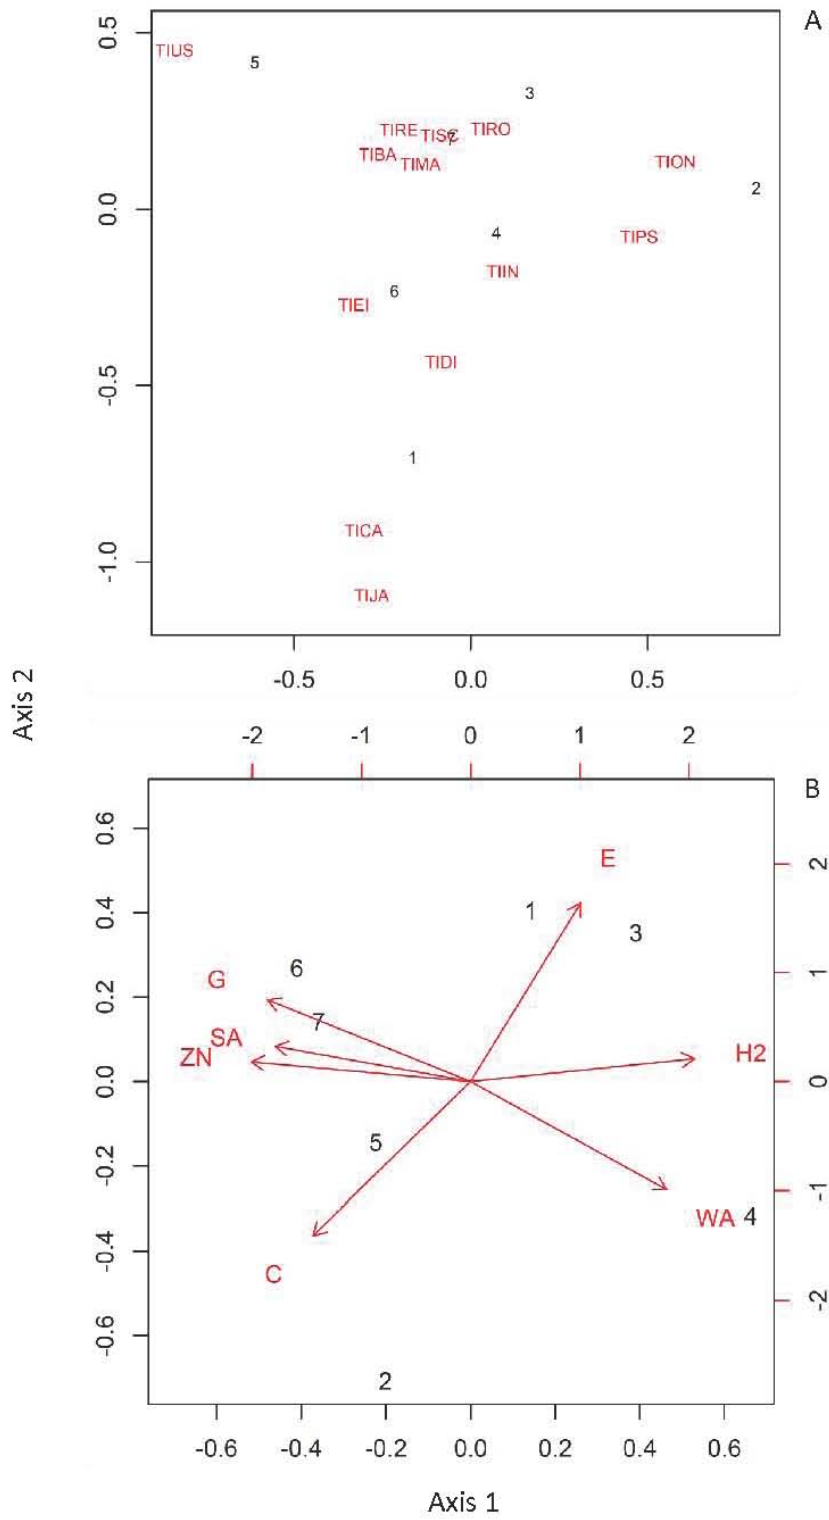 A
0.5
TIUS
5
3
TIRE TISC TIRO
7
TIBA TIMA
TION
2
0.0
4
TIPS
TIIN
6
TIEI
TIDI
-0.5
1
TICA
-1.0
TIJA
-0.5 0.0 0.5
Axis 2
-2 -1 0 1 2
B
0.6
E
2
0.4
1
3
6
G
1
0.2
7
SA
ZN
H2
0.0
0
5
-0.2
-1
WA 4
-0.4
C
-2
-0.6
2
-0.6 -0.4 -0.2 0.0 0.2 0.4 0.6
Axis 1